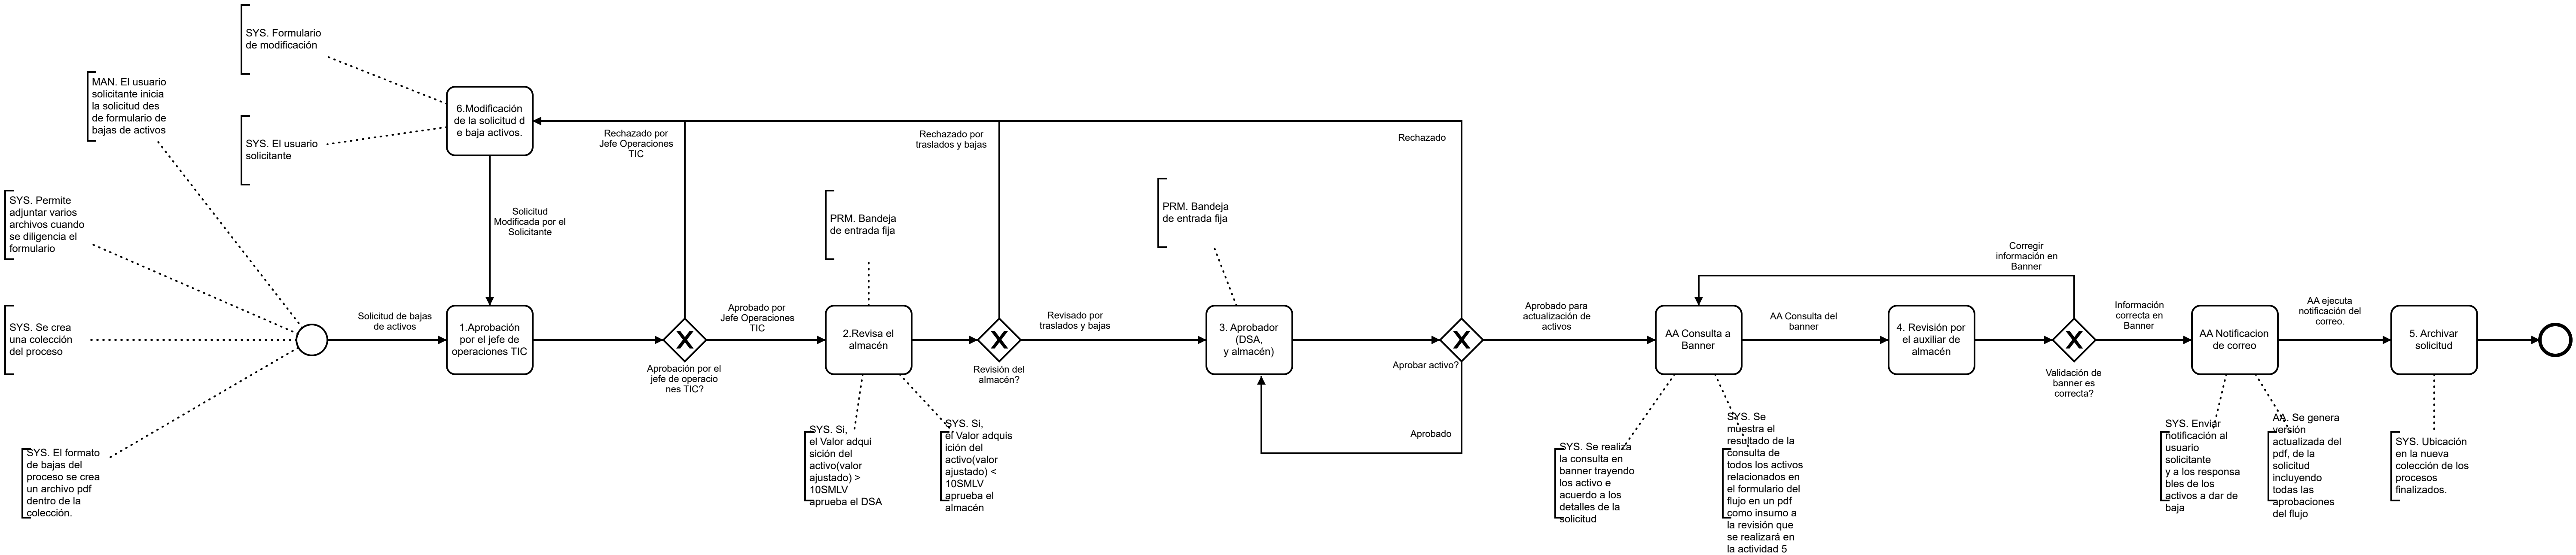 SYS. Formulario
de modificación
MAN. El usuario
solicitante inicia
la solicitud des
de formulario de
bajas de activos
SYS. El usuario
solicitante
6.Modificación
de la solicitud d
e baja activos.
Rechazado por
Jefe Operaciones
TIC
Rechazado por
traslados y bajas
Rechazado
SYS. Permite
adjuntar varios
archivos cuando
se diligencia el
formulario
Solicitud
Modificada por el
Solicitante
PRM. Bandeja
de entrada fija
PRM. Bandeja
de entrada fija
SYS. Se crea
una colección
del proceso
Solicitud de bajas
de activos
1.Aprobación
por el jefe de
operaciones TIC
Aprobación por el
jefe de operacio
nes TIC?
Aprobado por
Jefe Operaciones
TIC
2.Revisa el
almacén
Revisión del
almacén?
Revisado por
traslados y bajas
3. Aprobador
(DSA,
y almacén)
Aprobar activo?
Aprobado
Aprobado para
actualización de
activos
AA Consulta a
Banner
AA Consulta del
banner
4. Revisión por
el auxiliar de
almacén
Corregir
información en
Banner
Validación de
banner es
correcta?
Información
correcta en
Banner
AA Notificacion
de correo
AA ejecuta
notificación del
correo.
5. Archivar
solicitud
SYS. El formato
de bajas del
proceso se crea
un archivo pdf
dentro de la
colección.
SYS. Si,
el Valor adqui
sición del
activo(valor
ajustado) >
10SMLV
aprueba el DSA
SYS. Si,
el Valor adquis
ición del
activo(valor
ajustado) <
10SMLV
aprueba el
almacén
SYS. Se realiza
la consulta en
banner trayendo
los activo e
acuerdo a los
detalles de la
solicitud
SYS. Se
muestra el
resultado de la
consulta de
todos los activos
relacionados en
el formulario del
flujo en un pdf
como insumo a
la revisión que
se realizará en
la actividad 5
SYS. Enviar
notificación al
usuario
solicitante
y a los responsa
bles de los
activos a dar de
baja
AA. Se genera
versión
actualizada del
pdf, de la
solicitud
incluyendo
todas las
aprobaciones
del flujo
SYS. Ubicación
en la nueva
colección de los
procesos
finalizados.